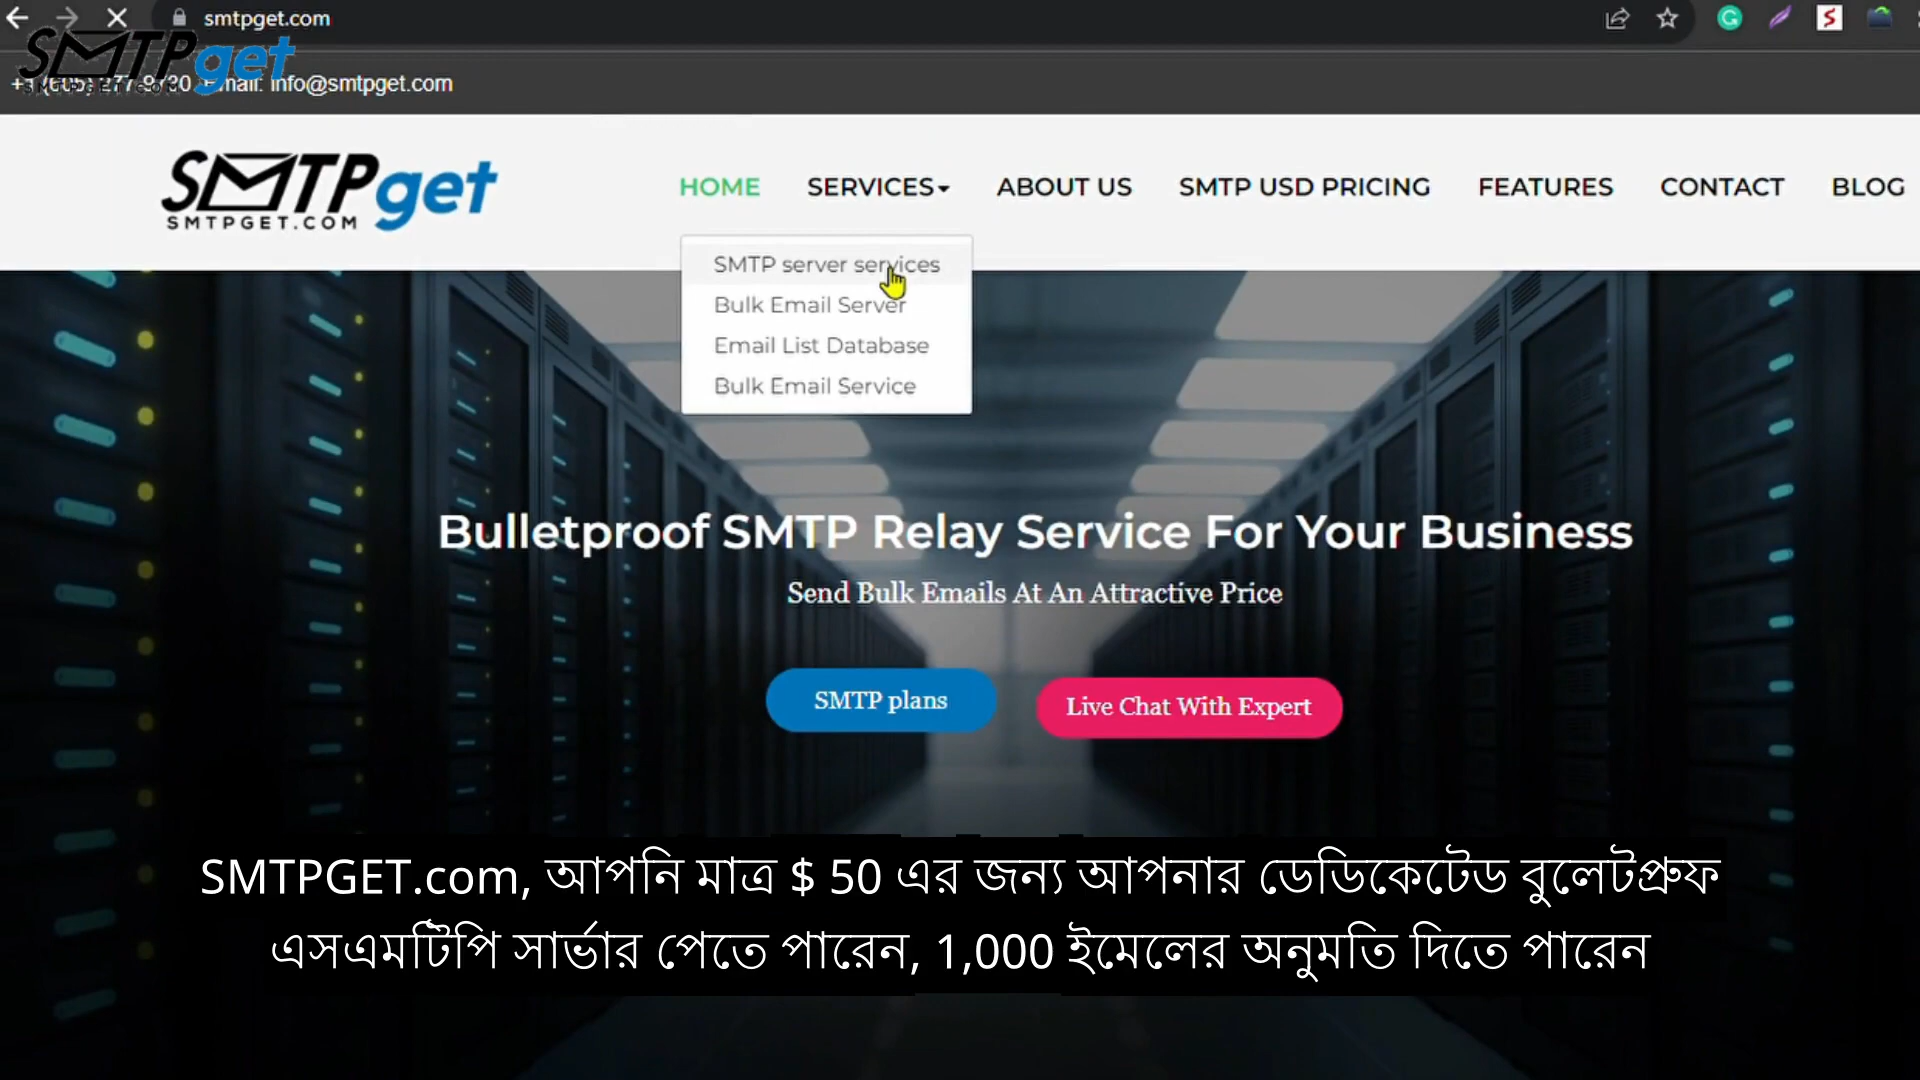 smtpget.com
SMTPget
Email: info@smtpget.com
SMTPget
SMTPGET.COM
HOME SERVICES ABOUT US SMTP USD PRICING FEATURES CONTACT BLOG
SMTP server services
Bulk Email Server
Email List Database
Bulk Email Service
Bulletproof SMTP Relay Service For Your Business
Send Bulk Emails At An Attractive Price
SMTP plans
Live Chat With Expert
SMTPGET.com, আপনি মাত্র $ 50 এর জন্য আপনার ডেডিকেটেড বুলেটপ্রুফ
এসএমটিপি সার্ভার পেতে পারেন, 1,000 ইমেলের অনুমতি দিতে পারেন